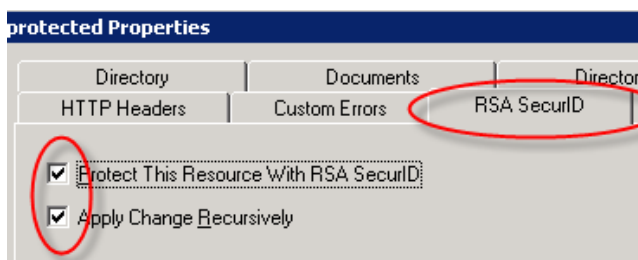 protected Properties
Directory Documents Director
HTTP Headers Custom Errors RSA SecurID
Protect This Resource With RSA SecurID
Apply Change Recursively